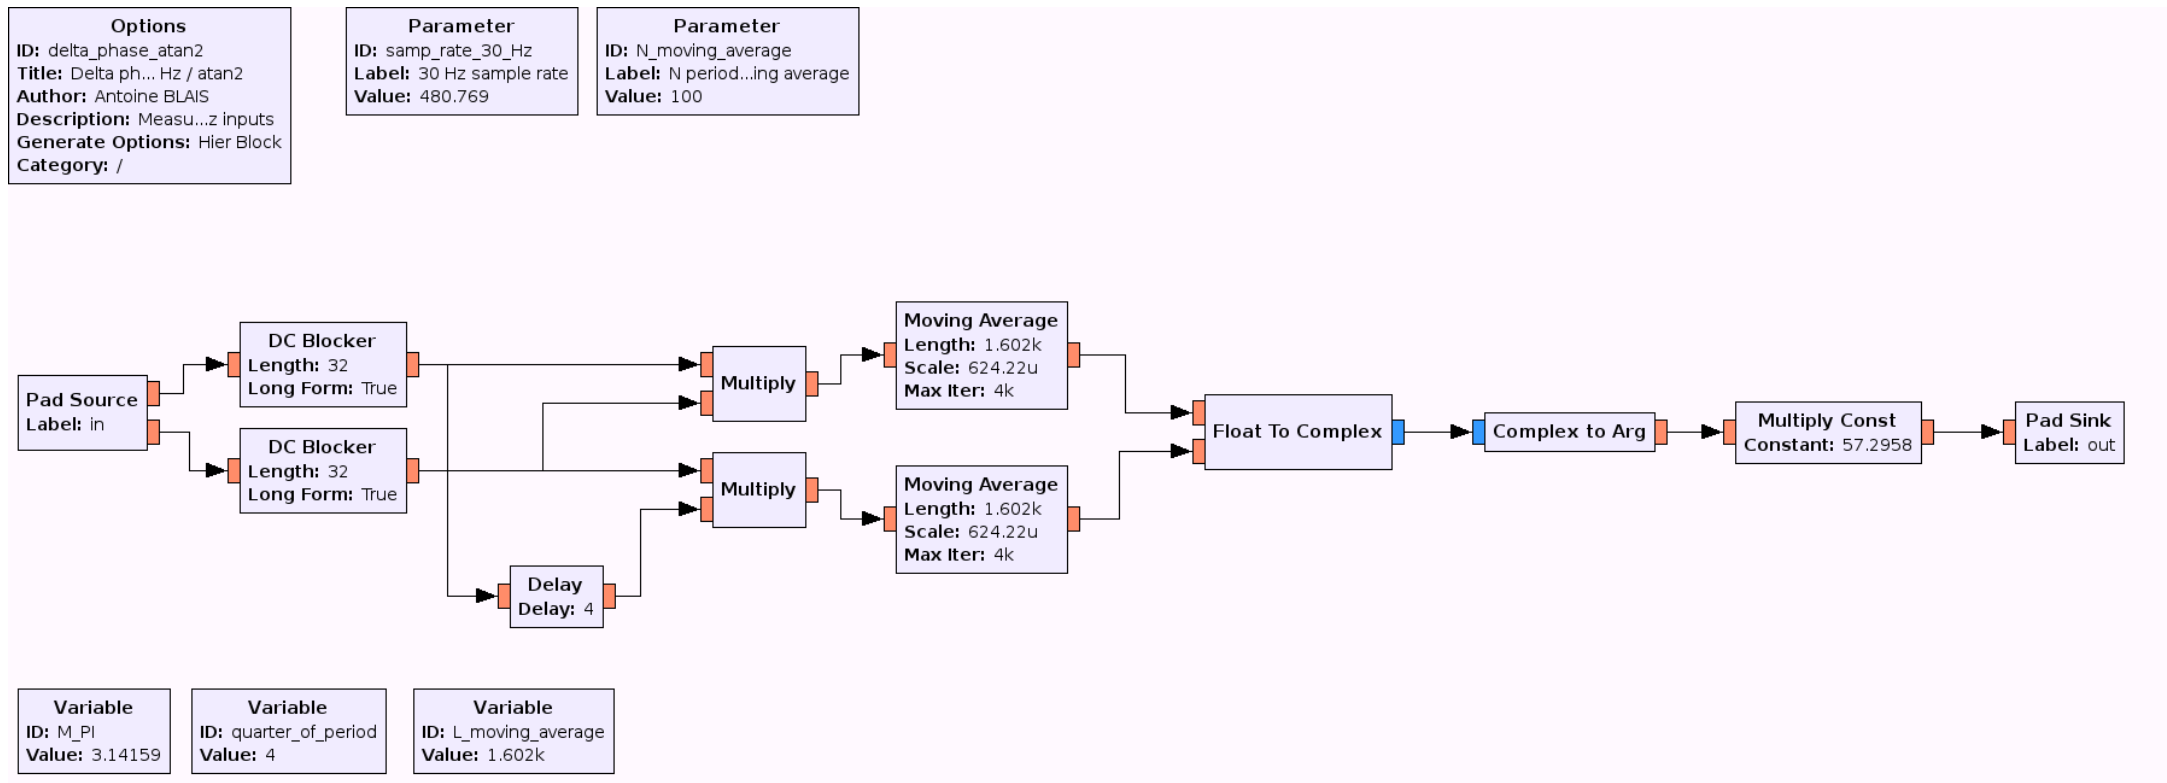 Options
ID: delta_phase_atan2
Title: Delta ph... Hz / atan2
Author: Antoine BLAIS
Description: Measu...z inputs
Generate Options: Hier Block
Category: /
Parameter
ID: samp_rate_30_Hz
Label: 30 Hz sample rate
Value: 480.769
Parameter
ID: N_moving_average
Label: N period...ing average
Value: 100
Pad Source
Label: in
DC Blocker
Length: 32
Long Form: True
DC Blocker
Length: 32
Long Form: True
Delay
Delay: 4
Multiply
Multiply
Moving Average
Length: 1.602k
Scale: 624.22u
Max Iter: 4k
Moving Average
Length: 1.602k
Scale: 624.22u
Max Iter: 4k
Float To Complex
Complex to Arg
Multiply Const
Constant: 57.2958
Pad Sink
Label: out
Variable
ID: M_PI
Value: 3.14159
Variable
ID: quarter_of_period
Value: 4
Variable
ID: L_moving_average
Value: 1.602k